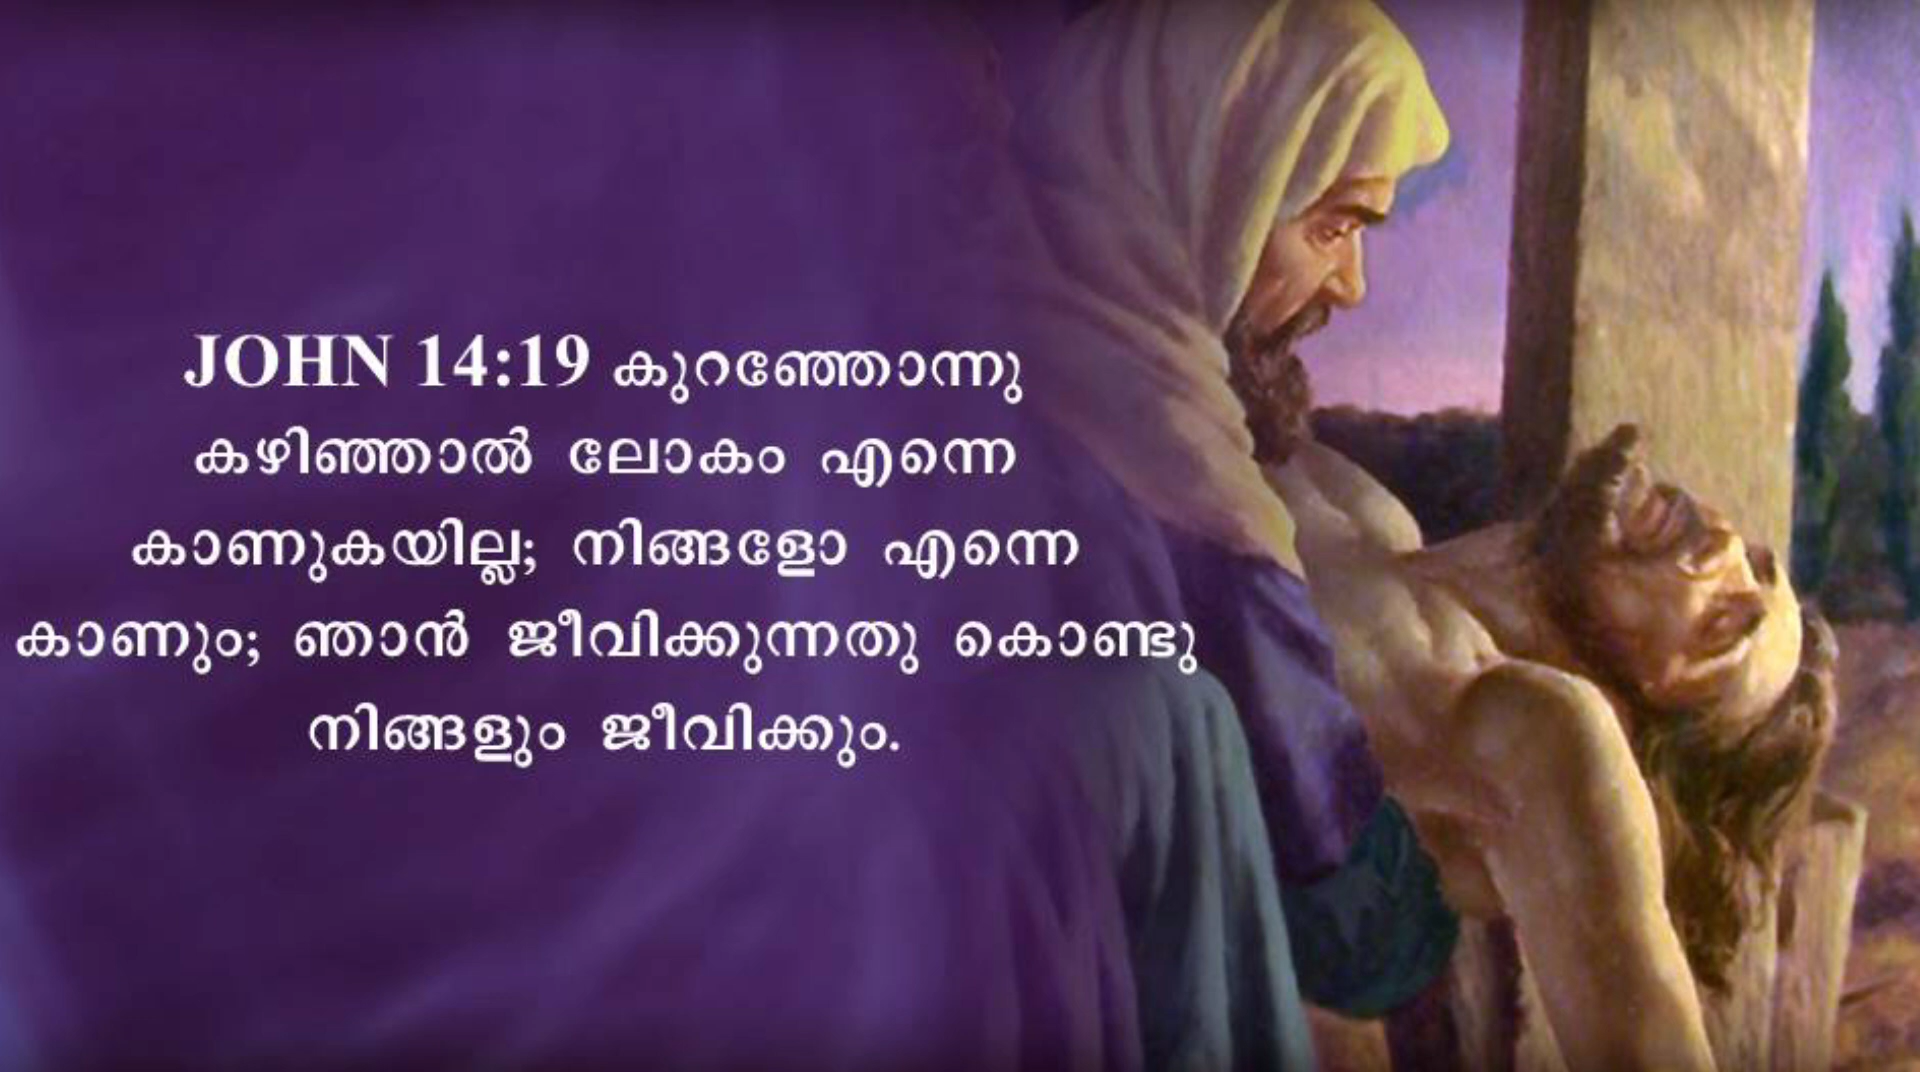 JOHN 14:19 കുറഞ്ഞോന്നു
കഴിഞ്ഞാൽ ലോകം എന്നെ
കാണുകയില്ല; നിങ്ങളോ എന്നെ
കാണും; ഞാൻ ജീവിക്കുന്നതു കൊണ്ടു
നിങ്ങളും ജീവിക്കും.